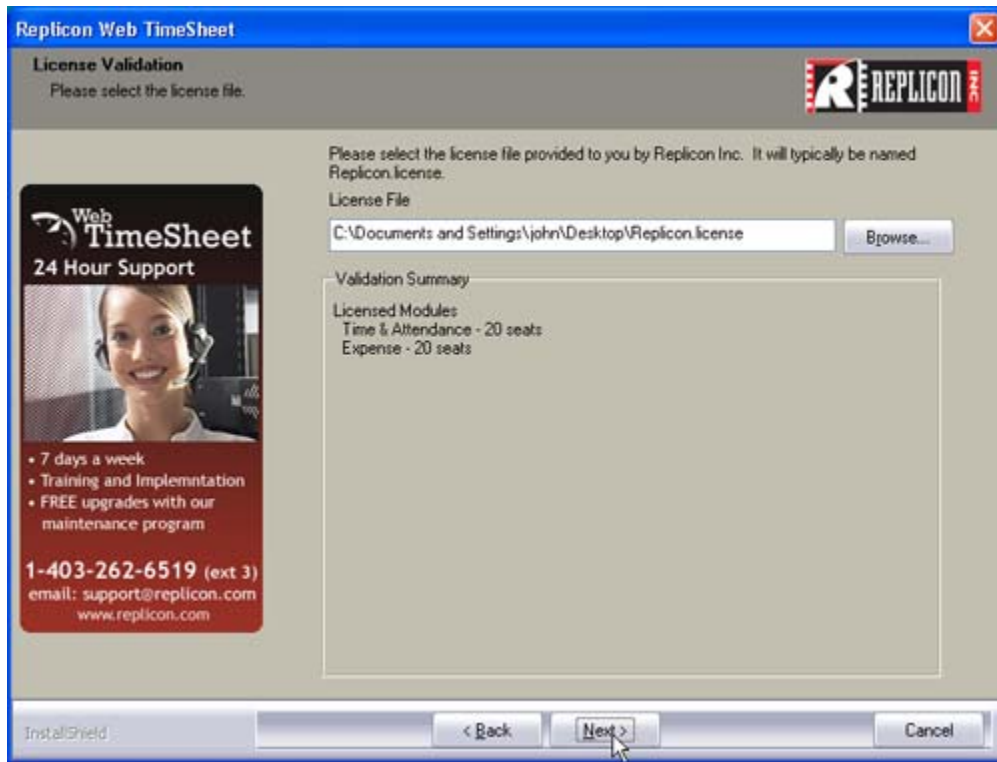 Replicon Web TimeSheet
License Validation
Please select the license file.
REPLICON INC
Please select the license file provided to you by Replicon Inc. It will typically be named
Replicon.license.
License File
C:\Documents and Settings\john\Desktop\Replicon.license
Browse...
Validation Summary
Licensed Modules
Time & Attendance - 20 seats
Expense - 20 seats
Web
TimeSheet
24 Hour Support
• 7 days a week
• Training and Implemntation
• FREE upgrades with our
maintenance program
1-403-262-6519 (ext 3)
email: support@replicon.com
www.replicon.com
InstallShield
< Back
Next >
Cancel